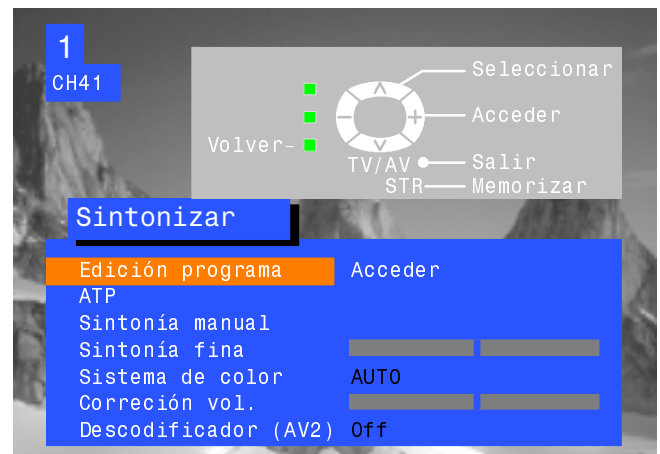 1
CH41
Seleccionar
Acceder
Volver
TV/AV Salir
STR Memorizar
Sintonizar
Edición programa Acceder
ATP
Sintonía manual
Sintonía fina
Sistema de color AUTO
Correción vol.
Descodificador (AV2) Off